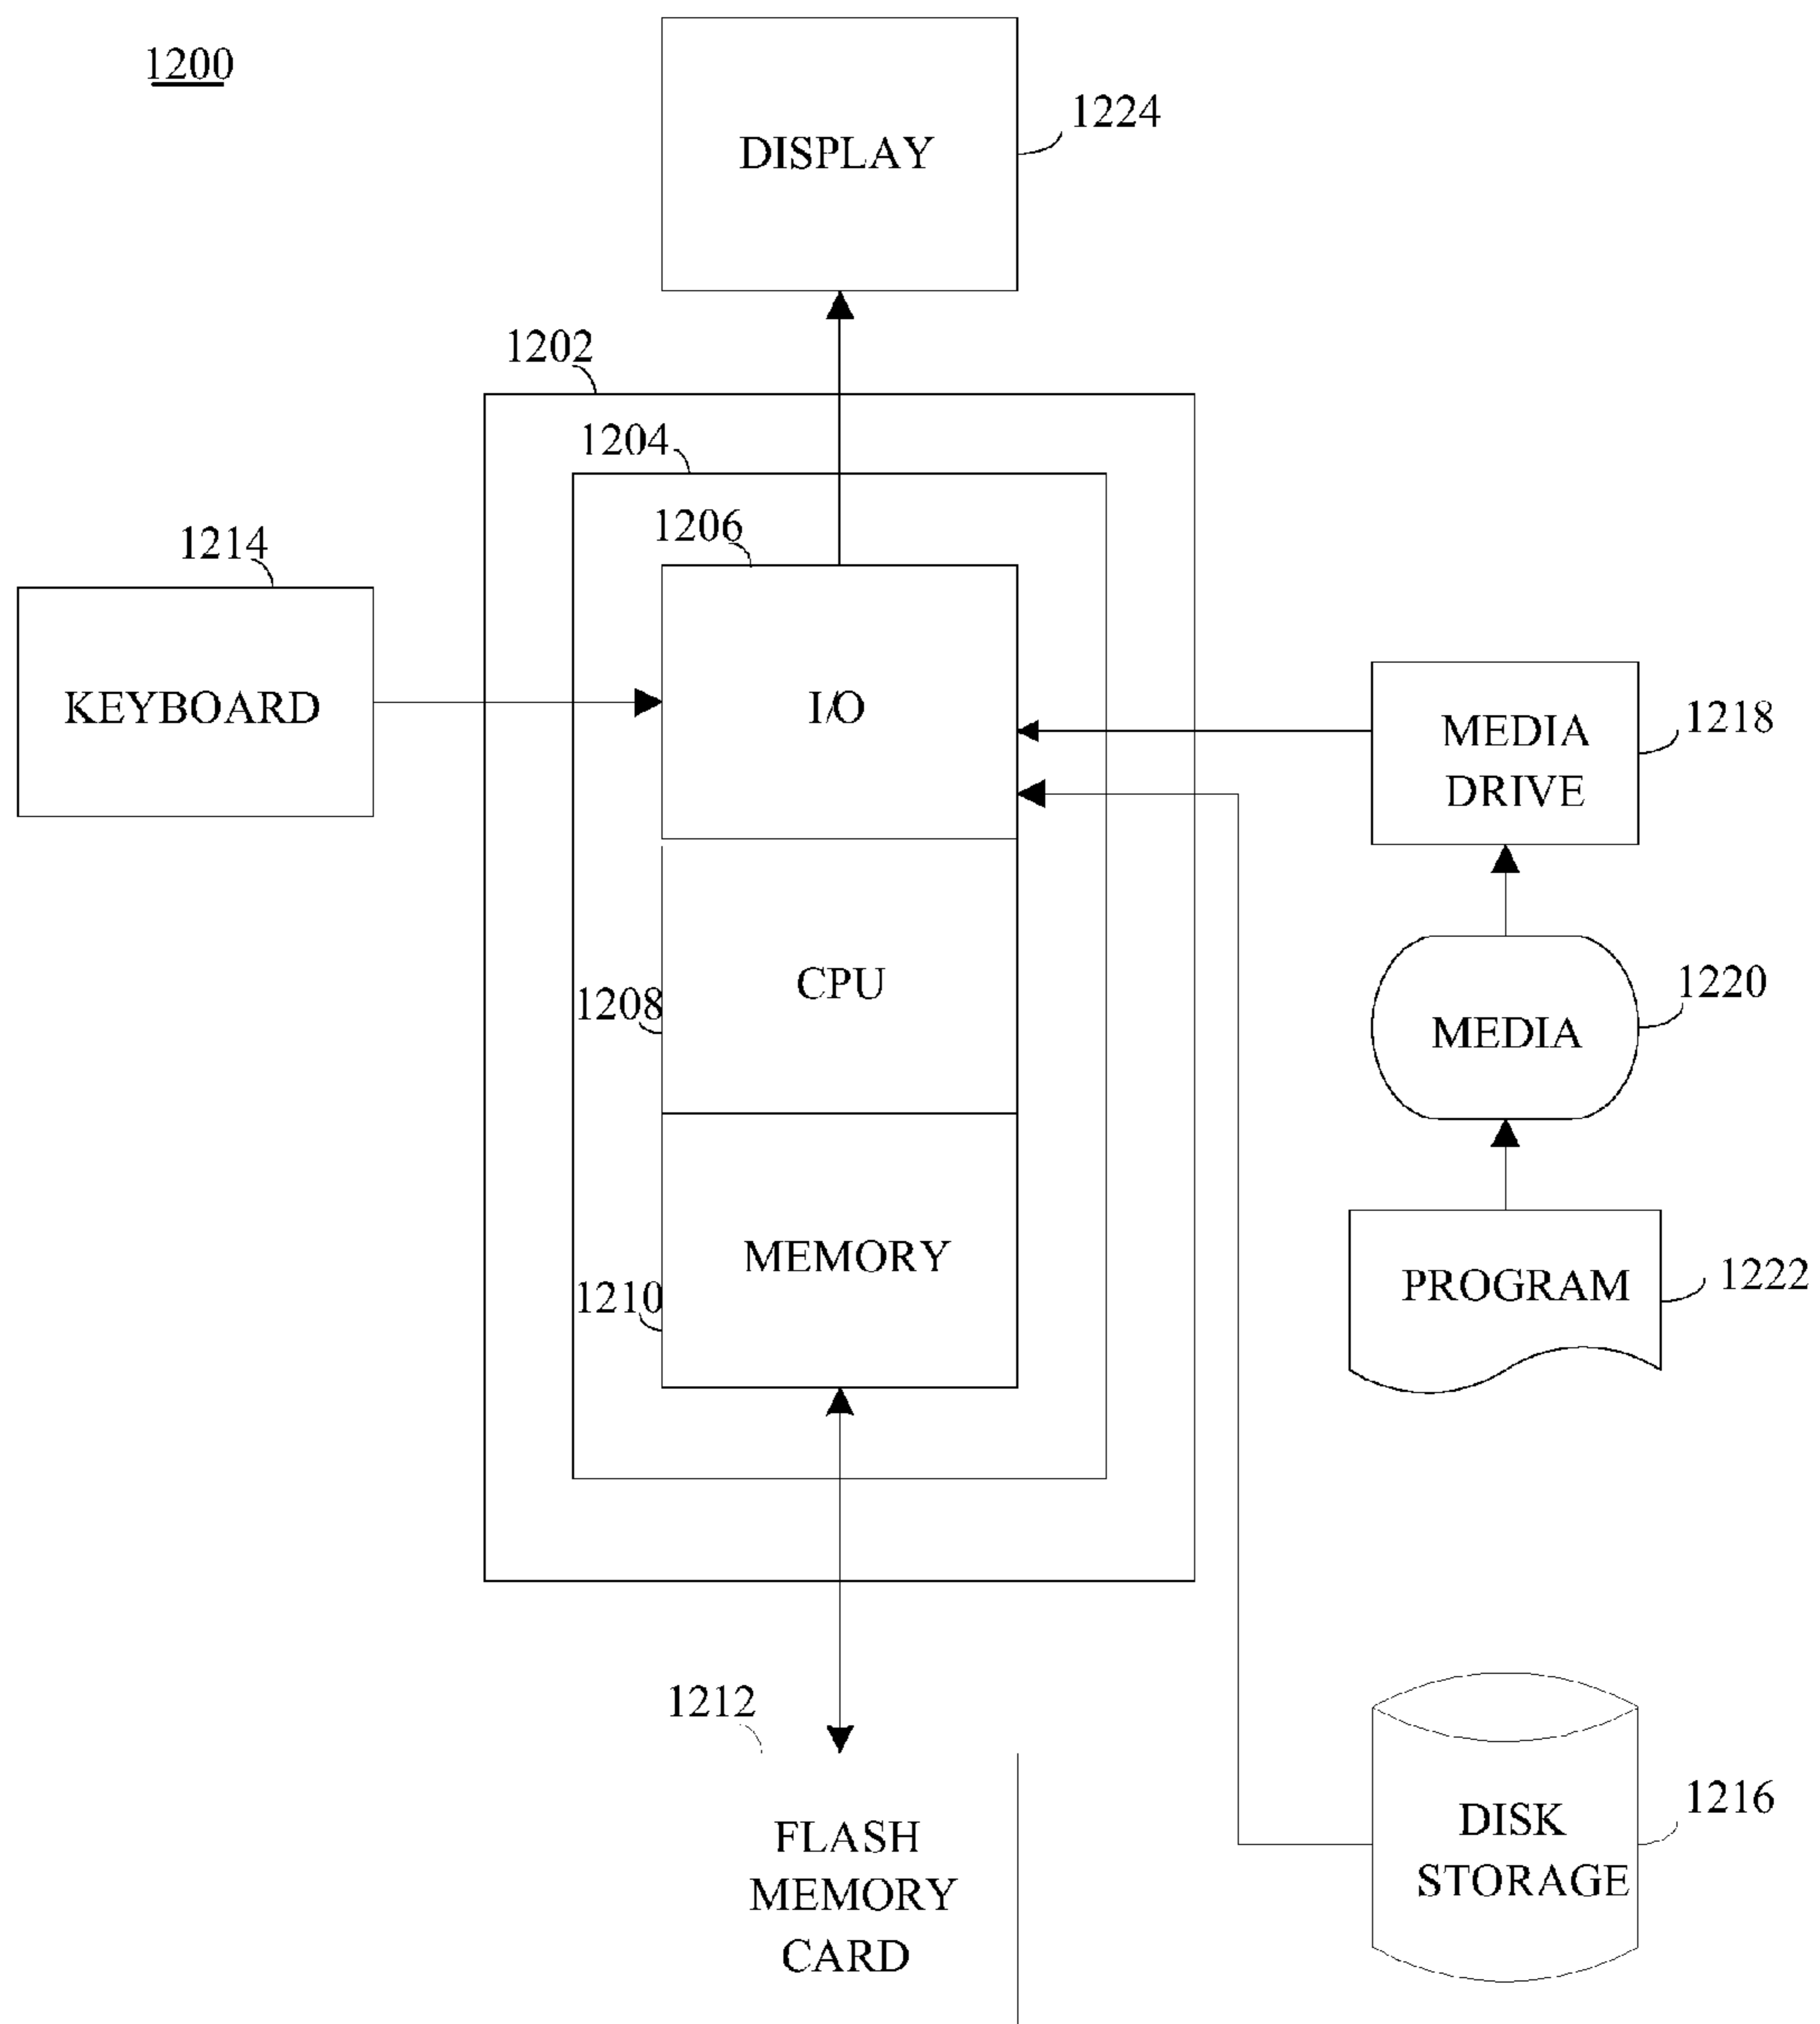 1200
DISPLAY
1224
1202
1204
1206
1214
KEYBOARD
I/O
MEDIA
DRIVE
1218
CPU
1208
MEDIA
1220
MEMORY
1210
PROGRAM
1222
1212
FLASH
MEMORY
CARD
DISK
STORAGE
1216